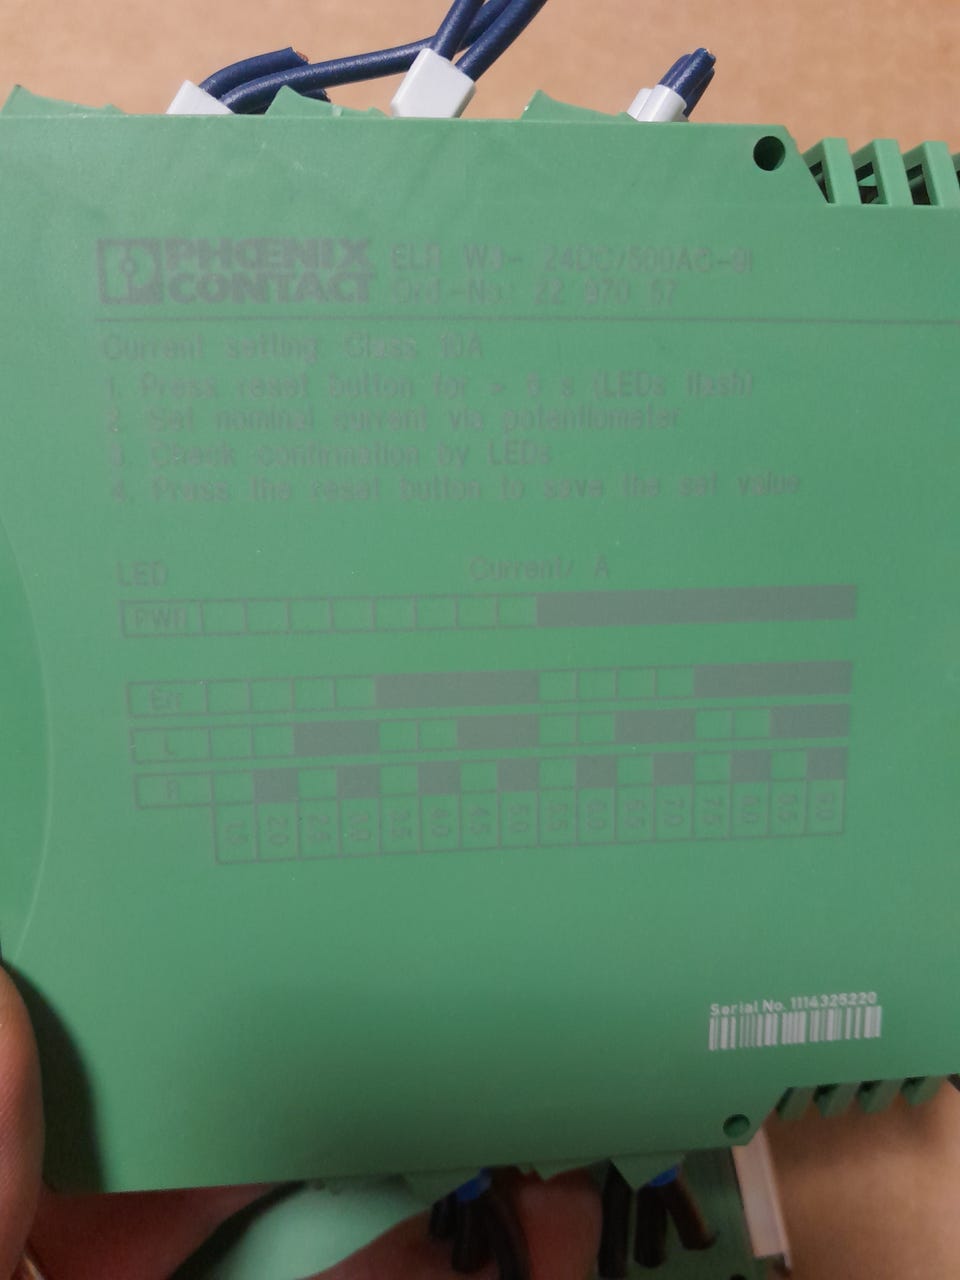 PHŒNIX CONTACT
ELR W3- 24DC/500AC-9I
Ord.-No.: 22 970 57
Current setting: Class 10A
1. Press reset button for > 6 s (LEDs flash)
2. Set nominal current via potentiometer
3. Check confirmation by LEDs
4. Press the reset button to save the set value
LED Current/ A
PWR
Err
L
R
1.5 2.0 2.5 3.0 3.5 4.0 4.5 5.0 5.5 6.0 6.5 7.0 7.5 8.0 8.5 9.0
Serial No. 1114325220